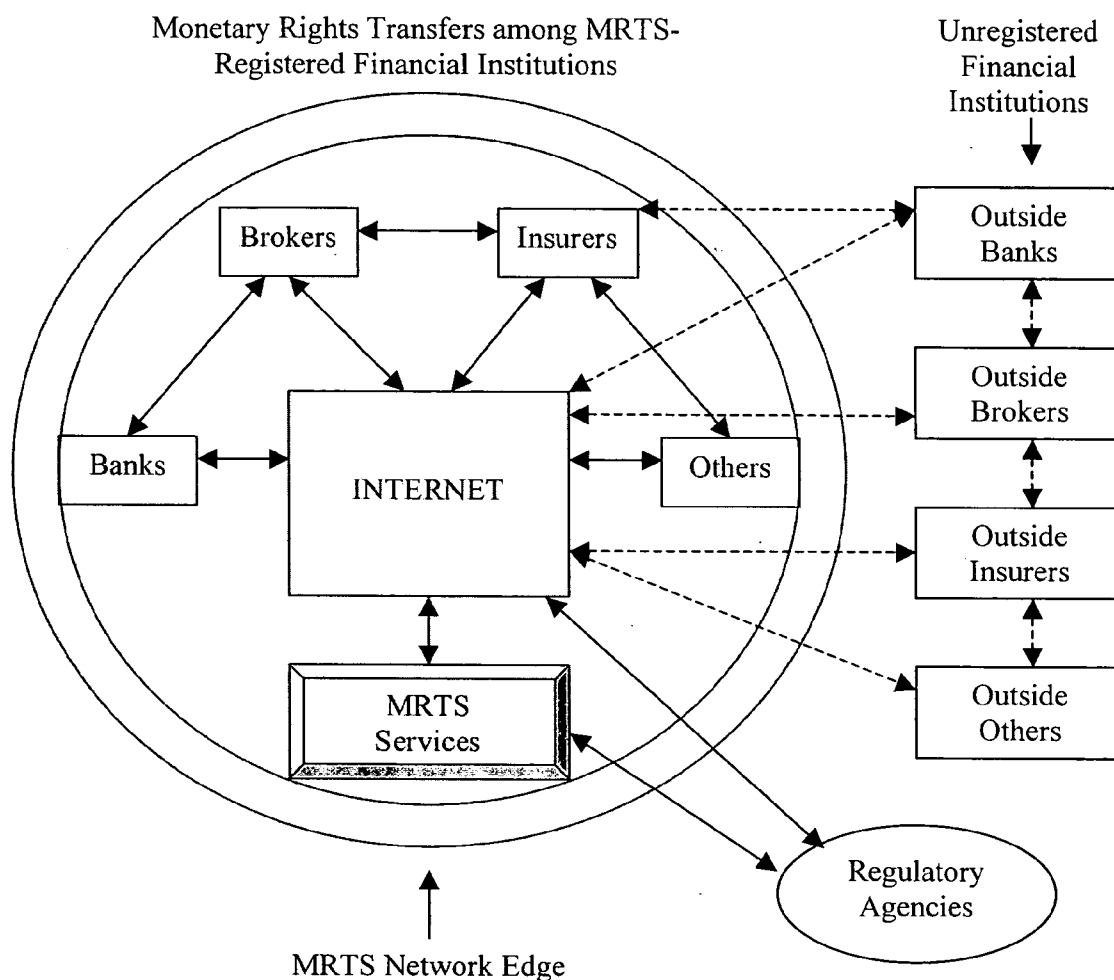 Monetary Rights Transfers among MRTS-
Registered Financial Institutions
Unregistered
Financial
Institutions
Brokers
Insurers
Outside
Banks
Outside
Brokers
Banks
INTERNET
Others
Outside
Insurers
MRTS
Services
Outside
Others
Regulatory
Agencies
MRTS Network Edge